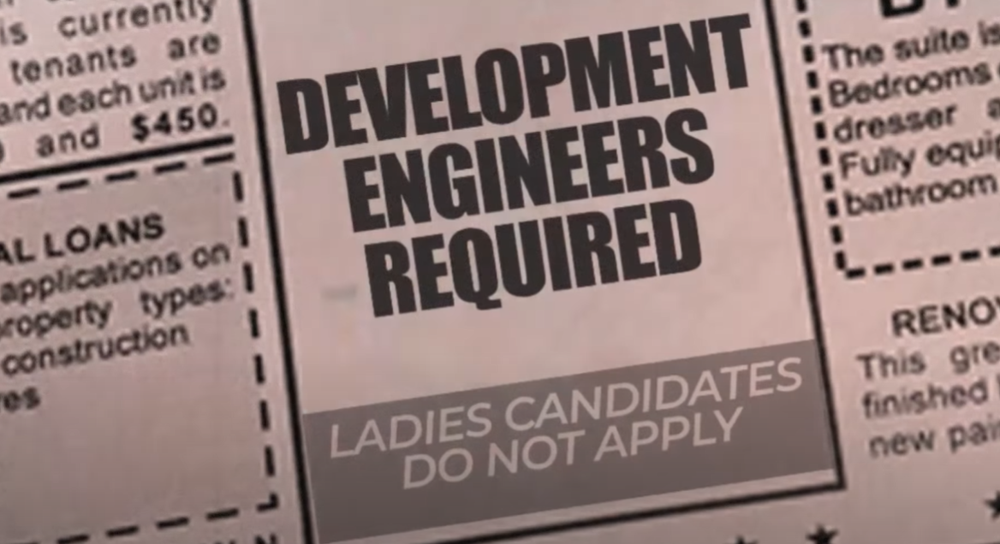 is currently
tenants are
and each unit is
and $450.
AL LOANS
applications on
property types:
construction
DEVELOPMENT
ENGINEERS
REQUIRED
LADIES CANDIDATES
DO NOT APPLY
The suite is
Bedrooms
dresser
Fully equip
bathroom
RENO
This gre
finished
new pai